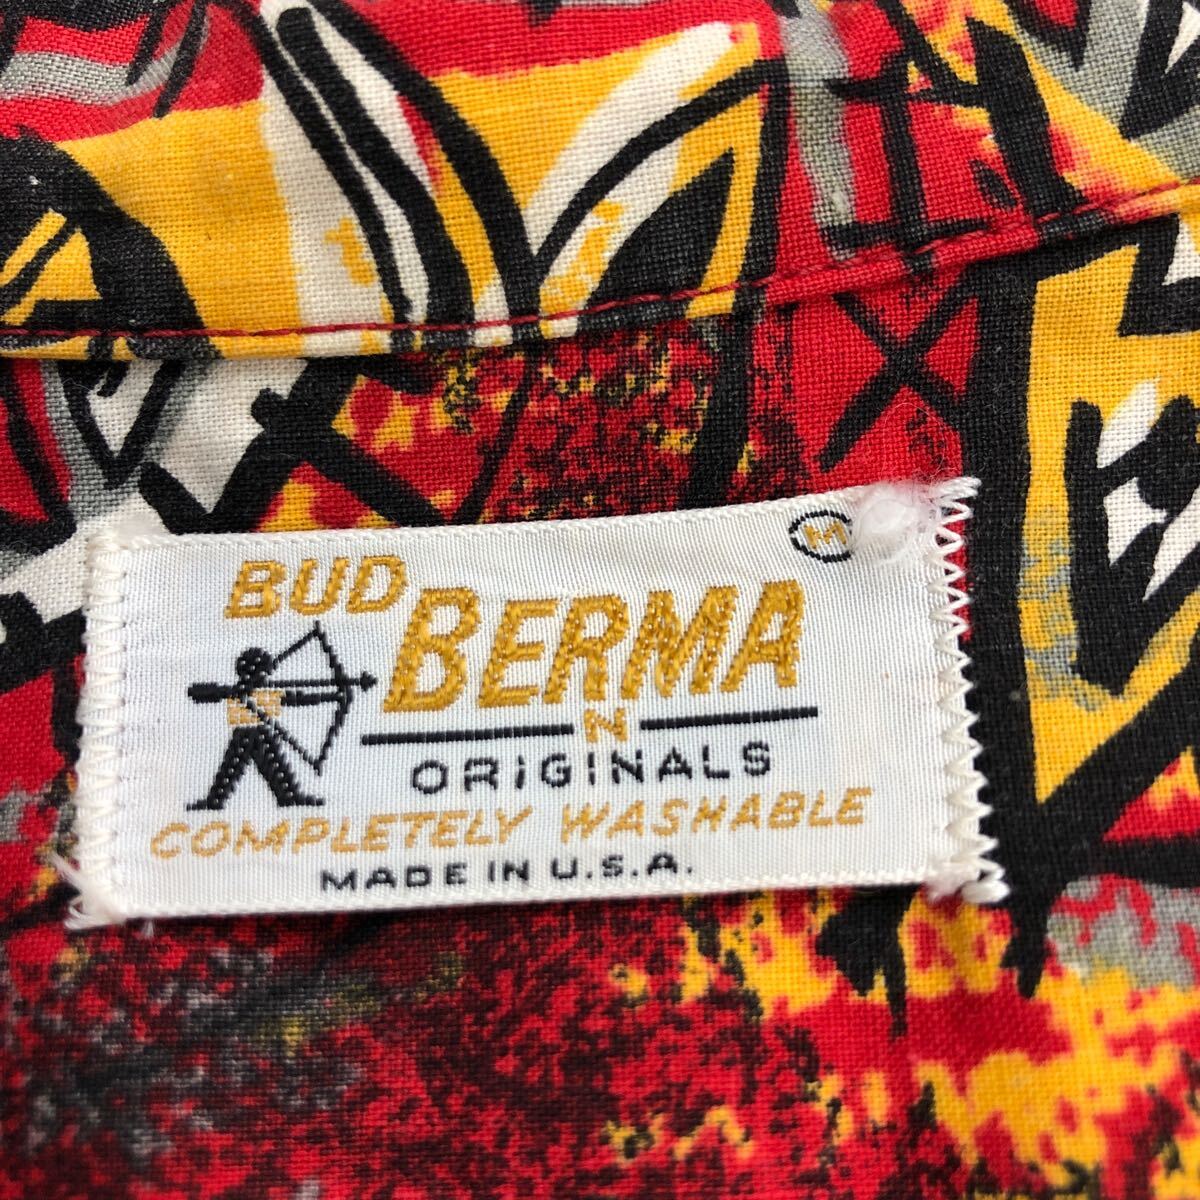 M
BUD
BERMA
N
ORiGiNALS
COMPLETELY WASHABLE
MADE IN U.S.A.